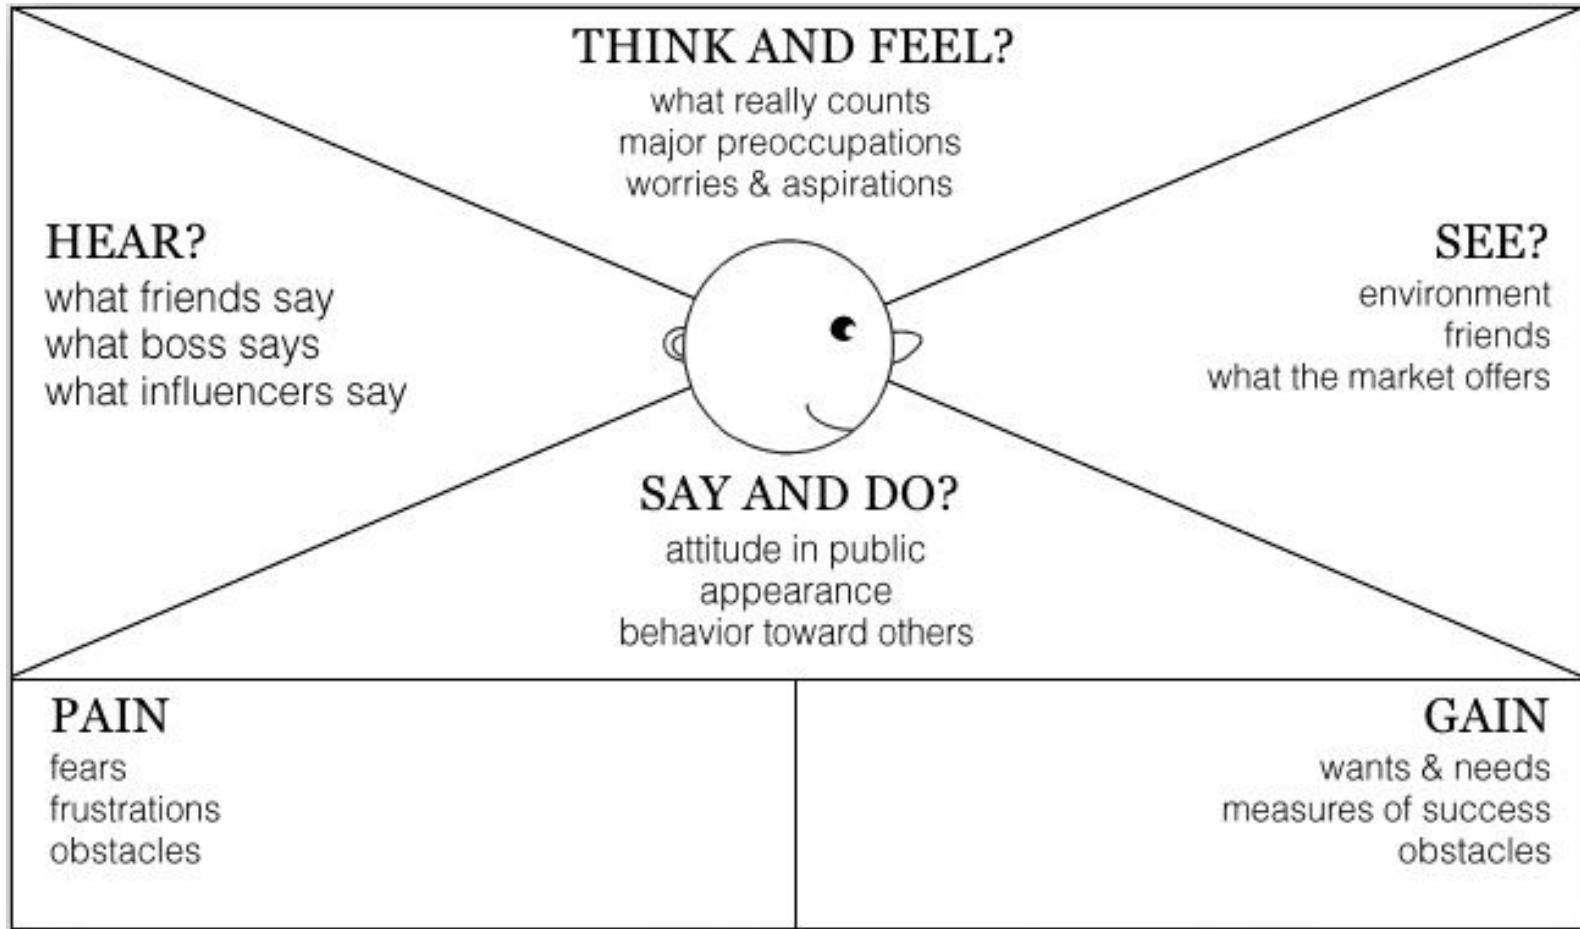 THINK AND FEEL?
what really counts
major preoccupations
worries & aspirations
HEAR?
what friends say
what boss says
what influencers say
SEE?
environment
friends
what the market offers
SAY AND DO?
attitude in public
appearance
behavior toward others
PAIN
fears
frustrations
obstacles
GAIN
wants & needs
measures of success
obstacles